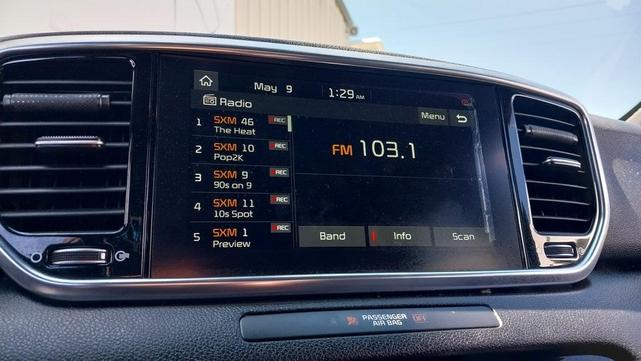 May 9 1:29 AM
Radio
Menu
1 SXM 46 REC
The Heat
2 SXM 10 REC
Pop2K
FM 103.1
3 SXM 9 REC
90s on 9
4 SXM 11 REC
10s Spot
5 SXM 1 REC
Preview
Band Info Scan
PASSENGER
AIR BAG OFF